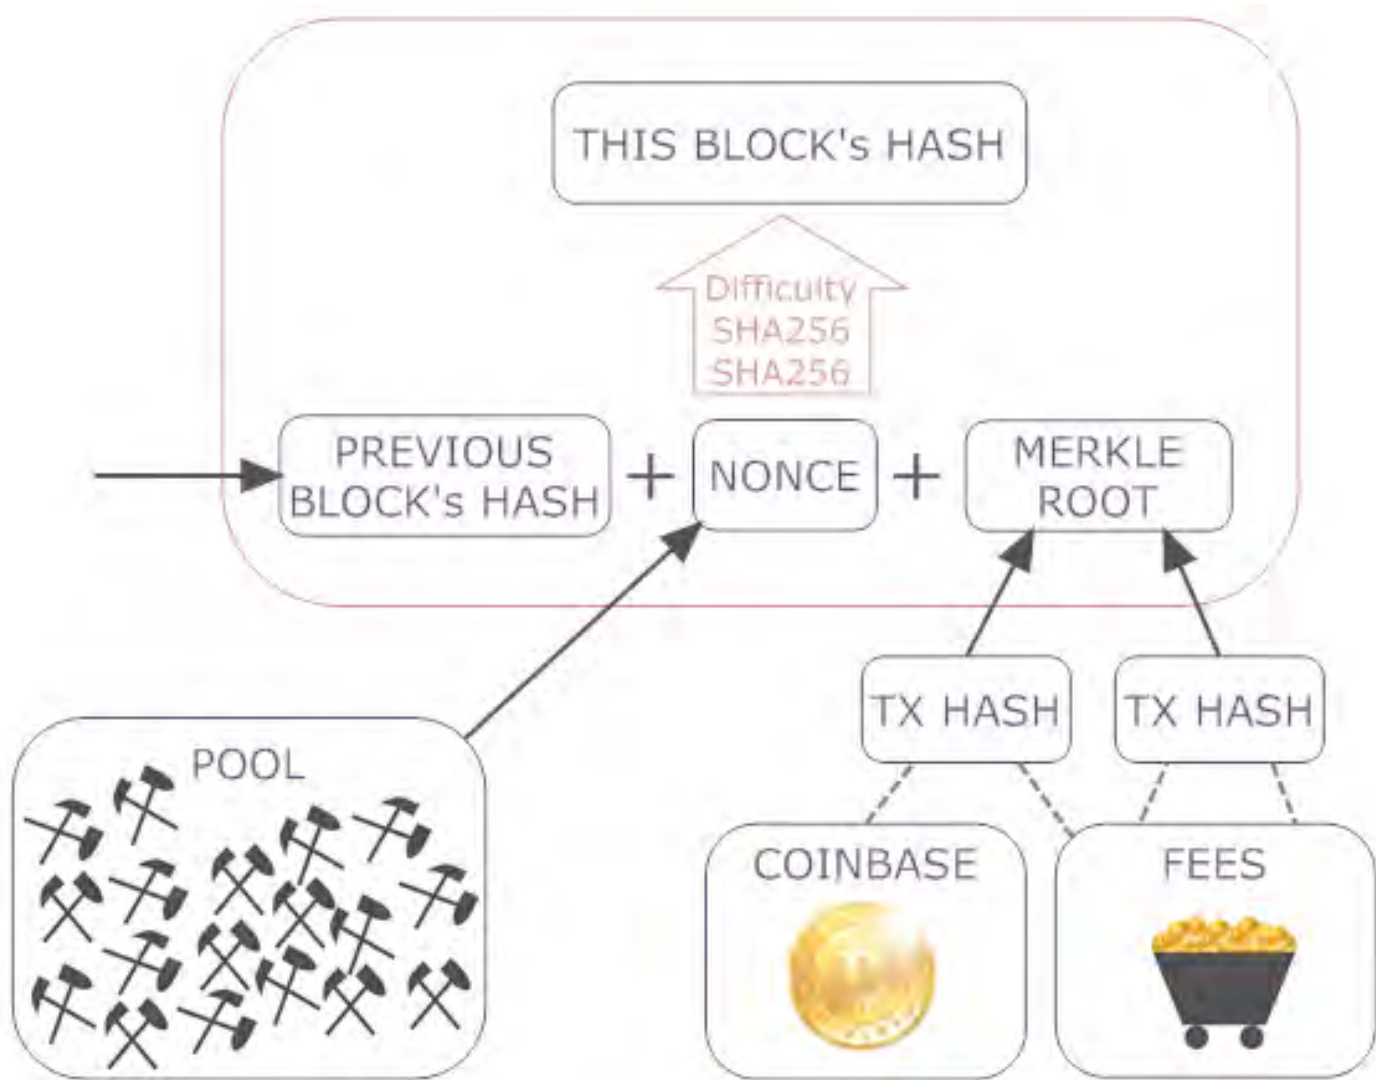 THIS BLOCK's HASH
Difficulty
SHA256
SHA256
PREVIOUS
BLOCK's HASH
+
NONCE
+
MERKLE
ROOT
TX HASH
TX HASH
POOL
COINBASE
FEES